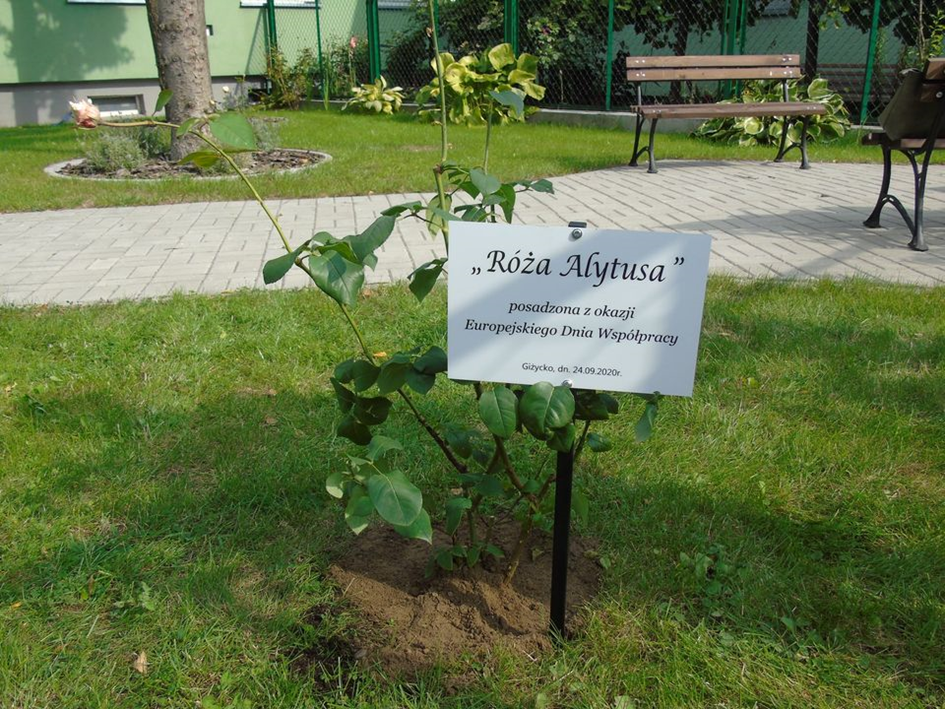 „Róża Alytusa”
posadzona z okazji
Europejskiego Dnia Współpracy
Giżycko, dn. 24.09.2020r.